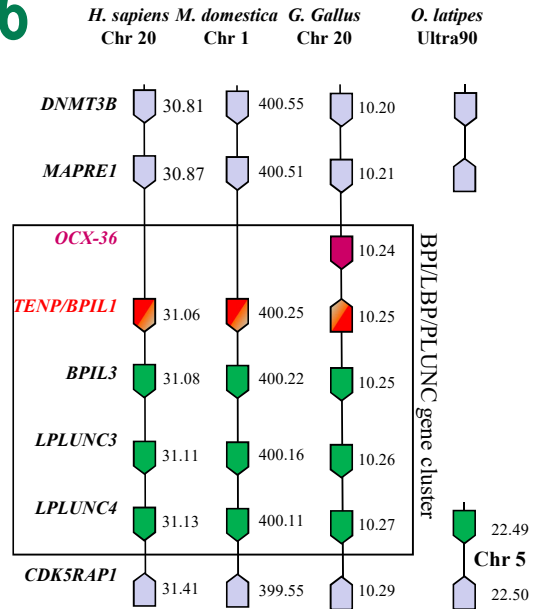 6
H. sapiens M. domestica G. Gallus O. latipes
Chr 20 Chr 1 Chr 20 Ultra90
DNMT3B 30.81 400.55 10.20
MAPRE1 30.87 400.51 10.21
OCX-36 10.24
TENP/BPIL1 31.06 400.25 10.25
BPIL3 31.08 400.22 10.25
LPLUNC3 31.11 400.16 10.26
LPLUNC4 31.13 400.11 10.27 22.49
Chr 5
CDK5RAP1 31.41 399.55 10.29 22.50
BPI/LBP/PLUNC gene cluster